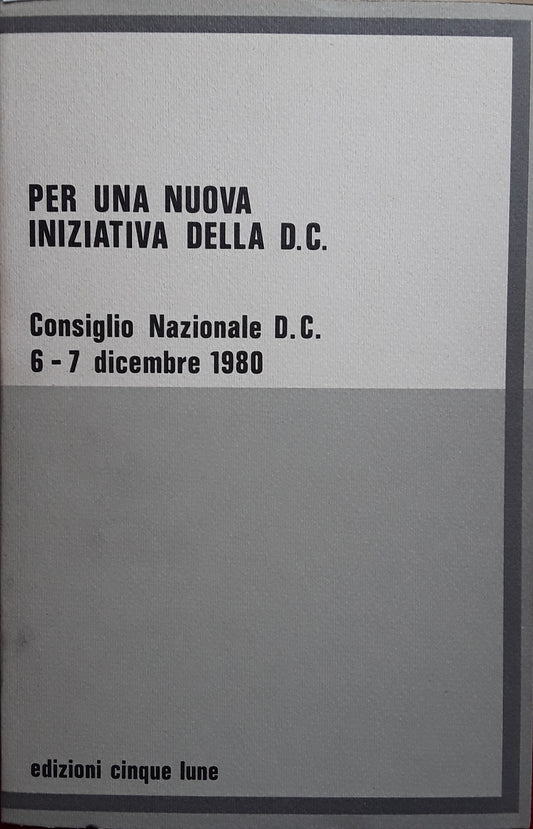 PER UNA NUOVA
INIZIATIVA DELLA D.C.
Consiglio Nazionale D.C.
6 - 7 dicembre 1980
edizioni cinque lune